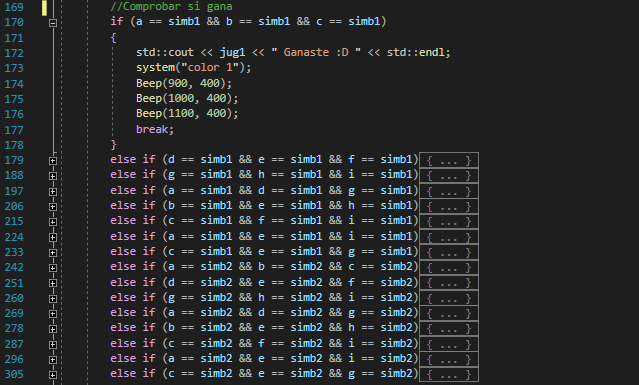 169 //Comprobar si gana
170 if (a == simb1 && b == simb1 && c == simb1)
171 {
172 std::cout << jug1 << " Ganaste :D " << std::endl;
173 system("color 1");
174 Beep(900, 400);
175 Beep(1000, 400);
176 Beep(1100, 400);
177 break;
178 }
179 else if (d == simb1 && e == simb1 && f == simb1) { ... }
188 else if (g == simb1 && h == simb1 && i == simb1) { ... }
197 else if (a == simb1 && d == simb1 && g == simb1) { ... }
206 else if (b == simb1 && e == simb1 && h == simb1) { ... }
215 else if (c == simb1 && f == simb1 && i == simb1) { ... }
224 else if (a == simb1 && e == simb1 && i == simb1) { ... }
233 else if (c == simb1 && e == simb1 && g == simb1) { ... }
242 else if (a == simb2 && b == simb2 && c == simb2) { ... }
251 else if (d == simb2 && e == simb2 && f == simb2) { ... }
260 else if (g == simb2 && h == simb2 && i == simb2) { ... }
269 else if (a == simb2 && d == simb2 && g == simb2) { ... }
278 else if (b == simb2 && e == simb2 && h == simb2) { ... }
287 else if (c == simb2 && f == simb2 && i == simb2) { ... }
296 else if (a == simb2 && e == simb2 && i == simb2) { ... }
305 else if (c == simb2 && e == simb2 && g == simb2) { ... }